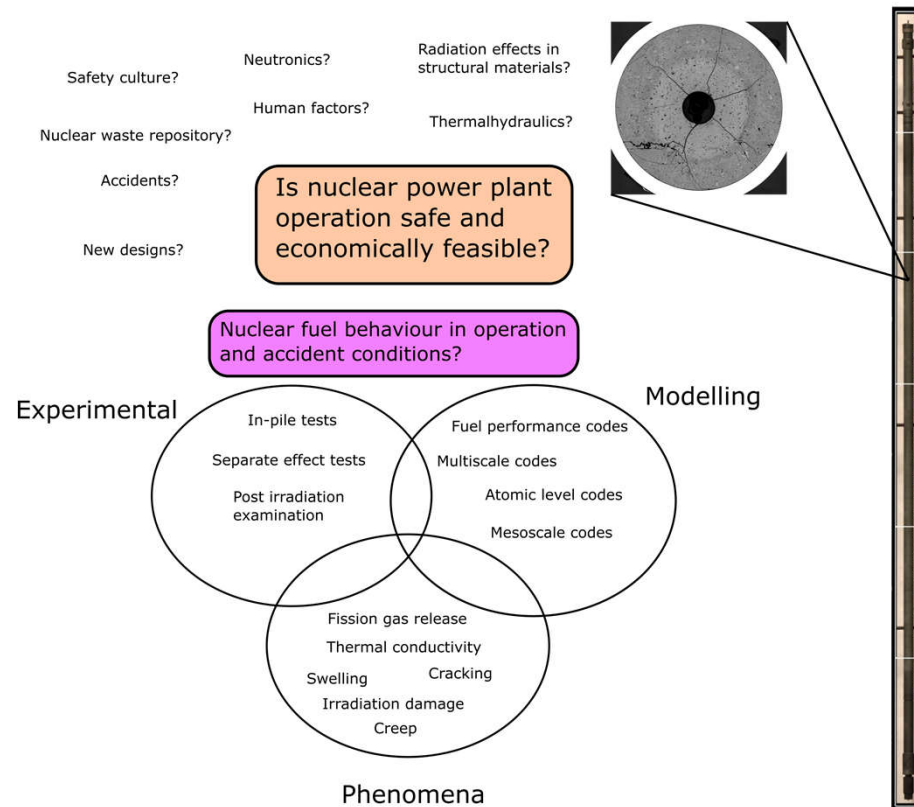 Safety culture?
Neutronics?
Radiation effects in
structural materials?
Human factors?
Thermalhydraulics?
Nuclear waste repository?
Accidents?
New designs?
Is nuclear power plant
operation safe and
economically feasible?
Nuclear fuel behaviour in operation
and accident conditions?
Experimental
In-pile tests
Separate effect tests
Post irradiation
examination
Modelling
Fuel performance codes
Multiscale codes
Atomic level codes
Mesoscale codes
Fission gas release
Thermal conductivity
Swelling
Cracking
Irradiation damage
Creep
Phenomena